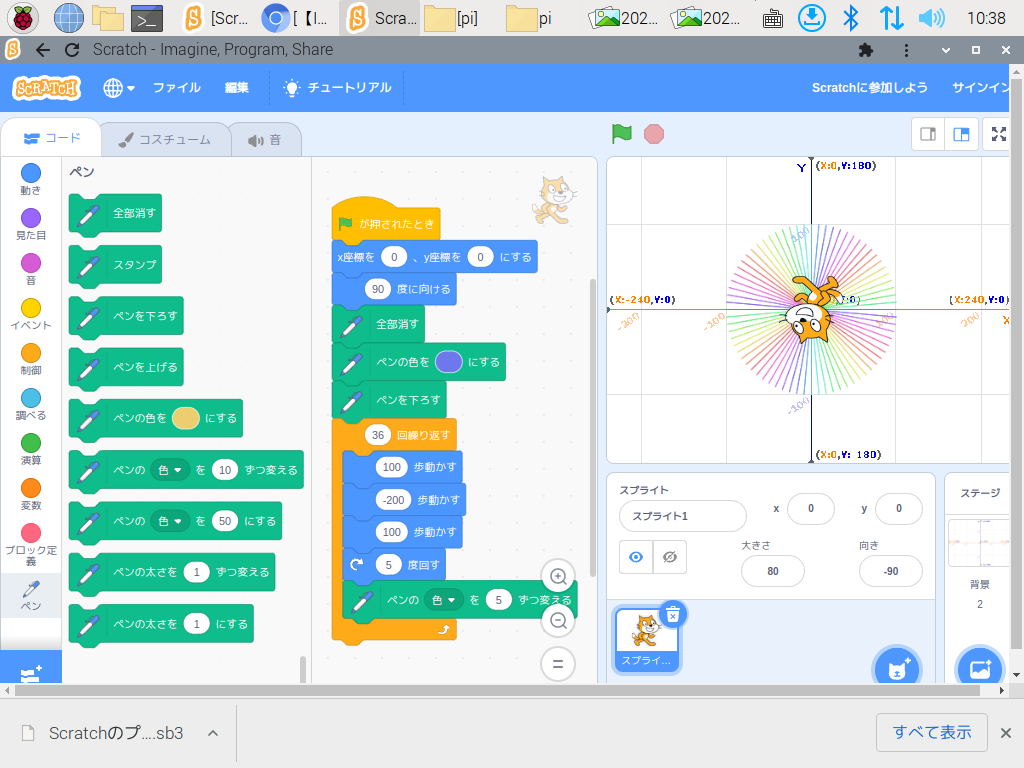 [Scr...
[【I...
Scra...
[pi]
pi
202...
202...
10:38
Scratch - Imagine, Program, Share
SCRATCH
ファイル
編集
チュートリアル
Scratchに参加しよう
サインイン
コード
コスチューム
音
動き
見た目
音
イベント
制御
調べる
演算
変数
ブロック定
義
ペン
ペン
全部消す
スタンプ
ペンを下ろす
ペンを上げる
ペンの色を にする
ペンの 色 を 10 ずつ変える
ペンの 色 を 50 にする
ペンの太さを 1 ずつ変える
ペンの太さを 1 にする
が押されたとき
x座標を 0 、y座標を 0 にする
90 度に向ける
全部消す
ペンの色を にする
ペンを下ろす
36 回繰り返す
100 歩動かす
-200 歩動かす
100 歩動かす
5 度回す
ペンの 色 を 5 ずつ変える
Y
(X:0,Y:180)
100
(X:-240,Y:0)
(X:240,Y:0)
-200
-100
100
200
X
-100
(X:0,Y:-180)
スプライト
スプライト1
x
0
y
0
大きさ
80
向き
-90
スプライ...
ステージ
背景
2
Scratchのプ....sb3
すべて表示